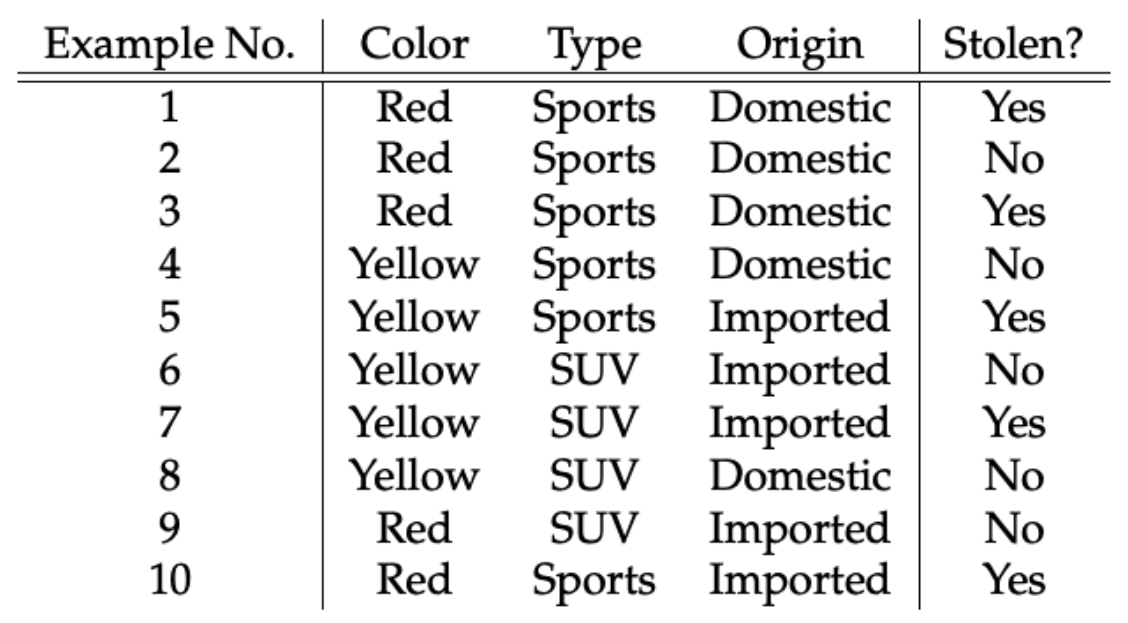 Example No. Color Type Origin Stolen?
1 Red Sports Domestic Yes
2 Red Sports Domestic No
3 Red Sports Domestic Yes
4 Yellow Sports Domestic No
5 Yellow Sports Imported Yes
6 Yellow SUV Imported No
7 Yellow SUV Imported Yes
8 Yellow SUV Domestic No
9 Red SUV Imported No
10 Red Sports Imported Yes